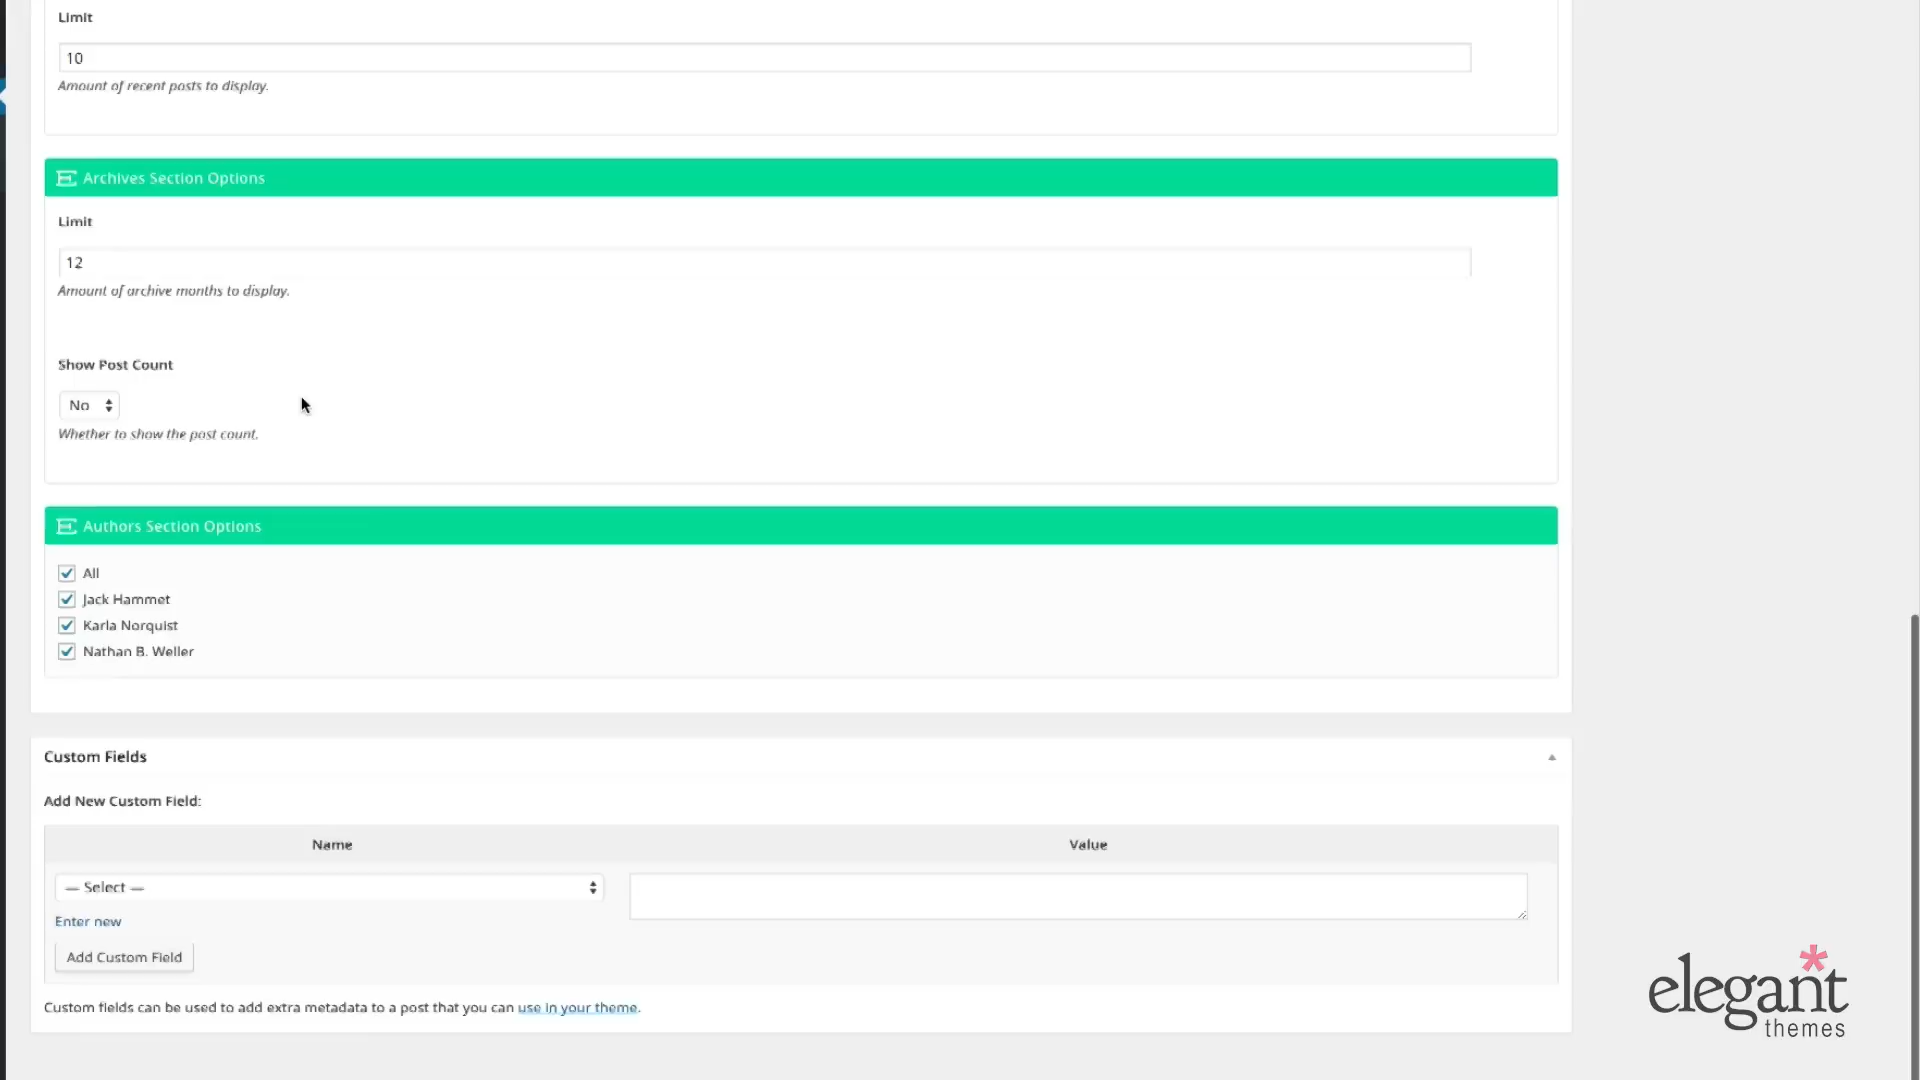 Limit
10
Amount of recent posts to display.
Archives Section Options
Limit
12
Amount of archive months to display.
Show Post Count
No
Whether to show the post count.
Authors Section Options
All
Jack Hammet
Karla Norquist
Nathan B. Weller
Custom Fields
Add New Custom Field:
Name Value
— Select —
Enter new
Add Custom Field
Custom fields can be used to add extra metadata to a post that you can use in your theme.
elegant
themes